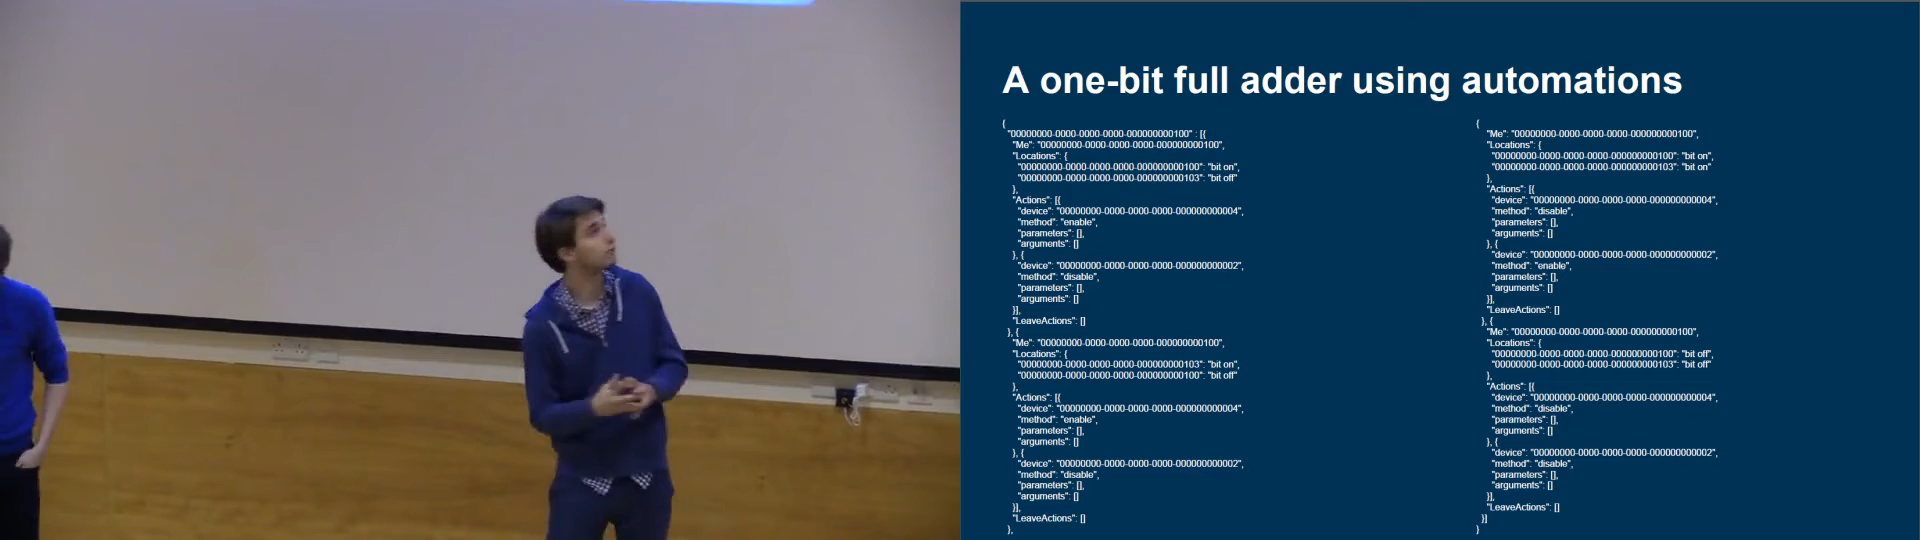 A one-bit full adder using automations
{
"00000000-0000-0000-0000-000000000100" : [{
"Me": "00000000-0000-0000-0000-000000000100",
"Locations": {
"00000000-0000-0000-0000-000000000100": "bit on",
"00000000-0000-0000-0000-000000000103": "bit off"
},
"Actions": [{
"device": "00000000-0000-0000-0000-000000000004",
"method": "enable",
"parameters": [],
"arguments": []
}, {
"device": "00000000-0000-0000-0000-000000000002",
"method": "disable",
"parameters": [],
"arguments": []
}],
"LeaveActions": []
}, {
"Me": "00000000-0000-0000-0000-000000000100",
"Locations": {
"00000000-0000-0000-0000-000000000103": "bit on",
"00000000-0000-0000-0000-000000000100": "bit off"
},
"Actions": [{
"device": "00000000-0000-0000-0000-000000000004",
"method": "enable",
"parameters": [],
"arguments": []
}, {
"device": "00000000-0000-0000-0000-000000000002",
"method": "disable",
"parameters": [],
"arguments": []
}],
"LeaveActions": []
},
{
"Me": "00000000-0000-0000-0000-000000000100",
"Locations": {
"00000000-0000-0000-0000-000000000100": "bit on",
"00000000-0000-0000-0000-000000000103": "bit on"
},
"Actions": [{
"device": "00000000-0000-0000-0000-000000000004",
"method": "disable",
"parameters": [],
"arguments": []
}, {
"device": "00000000-0000-0000-0000-000000000002",
"method": "enable",
"parameters": [],
"arguments": []
}],
"LeaveActions": []
}, {
"Me": "00000000-0000-0000-0000-000000000100",
"Locations": {
"00000000-0000-0000-0000-000000000100": "bit off",
"00000000-0000-0000-0000-000000000103": "bit off"
},
"Actions": [{
"device": "00000000-0000-0000-0000-000000000004",
"method": "disable",
"parameters": [],
"arguments": []
}, {
"device": "00000000-0000-0000-0000-000000000002",
"method": "disable",
"parameters": [],
"arguments": []
}],
"LeaveActions": []
}]
}